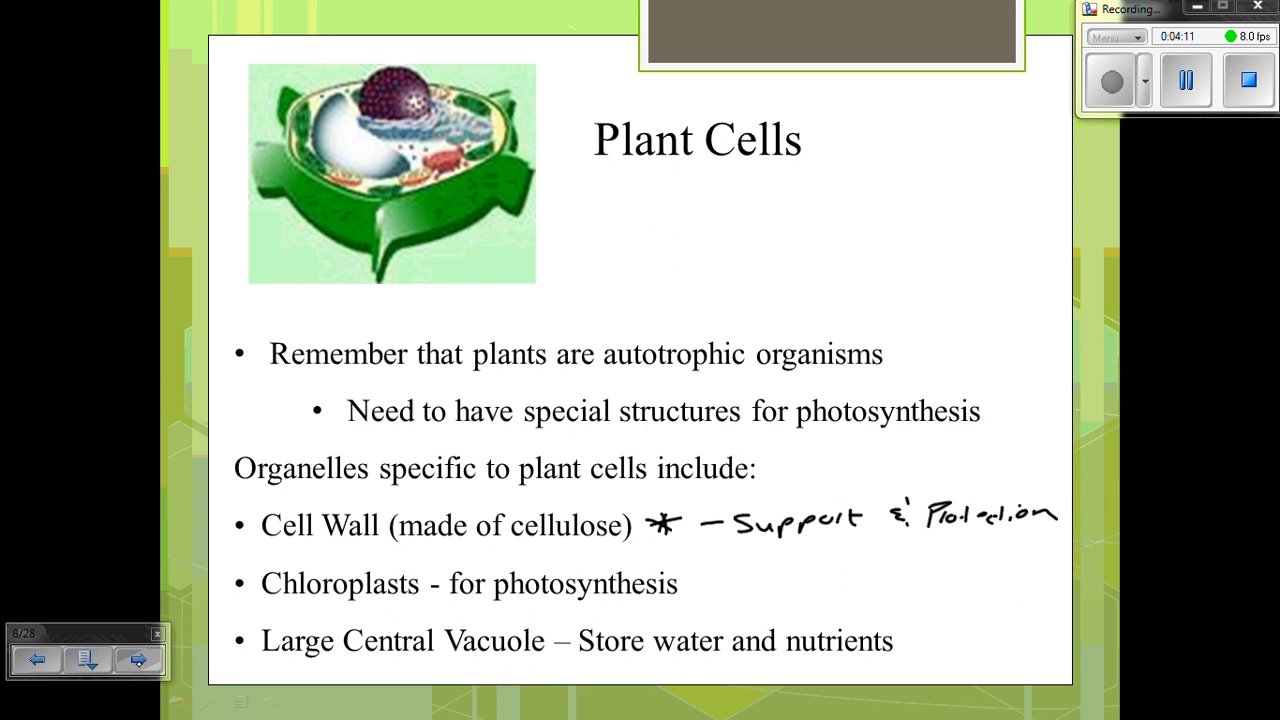 Recording...
Menu
0:04:11
8.0 fps
Plant Cells
• Remember that plants are autotrophic organisms
• Need to have special structures for photosynthesis
Organelles specific to plant cells include:
• Cell Wall (made of cellulose) * - Support & Protection
• Chloroplasts - for photosynthesis
• Large Central Vacuole – Store water and nutrients
8/28